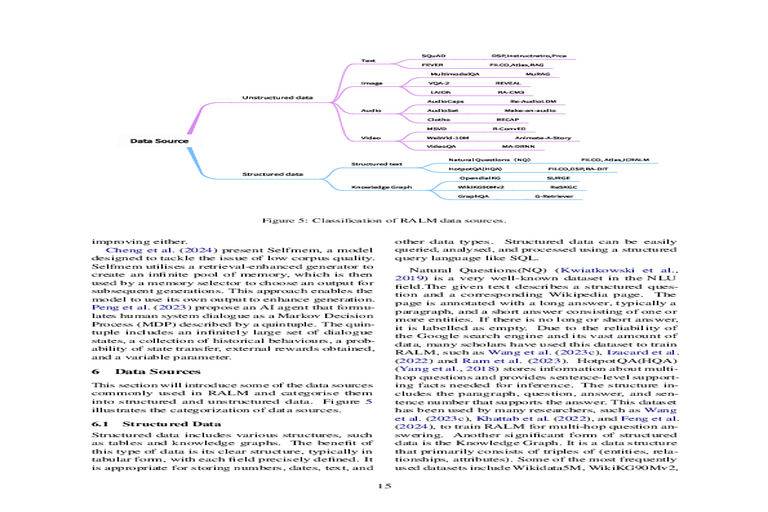 Data Source
Unstructured data
Text
SQuAD DSP,Instructretro,Prca
FEVER FILCO,Atlas,RAG
Image
MultimodalQA MuRAG
VQA-2 REVEAL
LAION RA-CM3
Audio
AudioCaps Re-AudioLDM
AudioSet Make-an-audio
Clotho RECAP
Video
MSVD R-ConvED
WebVid-10M Animate-A-Story
VideoQA MA-DRNN
Structured data
Structured text
Natural Questions (NQ) FILCO, Atlas,ICRALM
HotpotQA(HQA) FILCO,DSP,RA-DIT
Knowledge Graph
OpendialKG SURGE
WikiKG90Mv2 ReSKGC
GraphQA G-Retriever
Figure 5: Classification of RALM data sources.
improving either.
Cheng et al. (2024) present Selfmem, a model
designed to tackle the issue of low corpus quality.
Selfmem utilises a retrieval-enhanced generator to
create an infinite pool of memory, which is then
used by a memory selector to choose an output for
subsequent generations. This approach enables the
model to use its own output to enhance generation.
Peng et al. (2023) propose an AI agent that formu-
lates human system dialogue as a Markov Decision
Process (MDP) described by a quintuple. The quin-
tuple includes an infinitely large set of dialogue
states, a collection of historical behaviours, a prob-
ability of state transfer, external rewards obtained,
and a variable parameter.
6 Data Sources
This section will introduce some of the data sources
commonly used in RALM and categorise them
into structured and unstructured data. Figure 5
illustrates the categorization of data sources.
6.1 Structured Data
Structured data includes various structures, such
as tables and knowledge graphs. The benefit of
this type of data is its clear structure, typically in
tabular form, with each field precisely defined. It
is appropriate for storing numbers, dates, text, and
other data types. Structured data can be easily
queried, analysed, and processed using a structured
query language like SQL.
Natural Questions(NQ) (Kwiatkowski et al.,
2019) is a very well-known dataset in the NLU
field.The given text describes a structured ques-
tion and a corresponding Wikipedia page. The
page is annotated with a long answer, typically a
paragraph, and a short answer consisting of one or
more entities. If there is no long or short answer,
it is labelled as empty. Due to the reliability of
the Google search engine and its vast amount of
data, many scholars have used this dataset to train
RALM, such as Wang et al. (2023c), Izacard et al.
(2022) and Ram et al. (2023). HotpotQA(HQA)
(Yang et al., 2018) stores information about multi-
hop questions and provides sentence-level support-
ing facts needed for inference. The structure in-
cludes the paragraph, question, answer, and sen-
tence number that supports the answer. This dataset
has been used by many researchers, such as Wang
et al. (2023c), Khattab et al. (2022), and Feng et al.
(2024), to train RALM for multi-hop question an-
swering. Another significant form of structured
data is the Knowledge Graph. It is a data structure
that primarily consists of triples of (entities, rela-
tionships, attributes). Some of the most frequently
used datasets include Wikidata5M, WikiKG90Mv2,
15